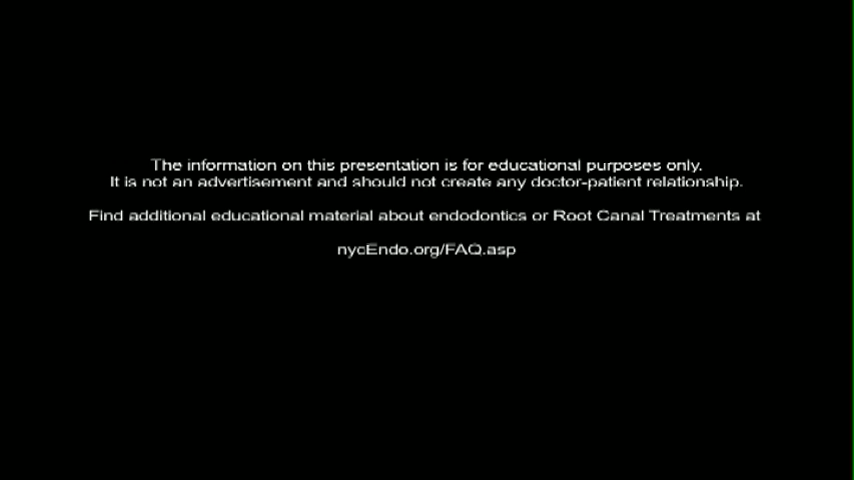 The information on this presentation is for educational purposes only.
It is not an advertisement and should not create any doctor-patient relationship.
Find additional educational material about endodontics or Root Canal Treatments at
nycEndo.org/FAQ.asp